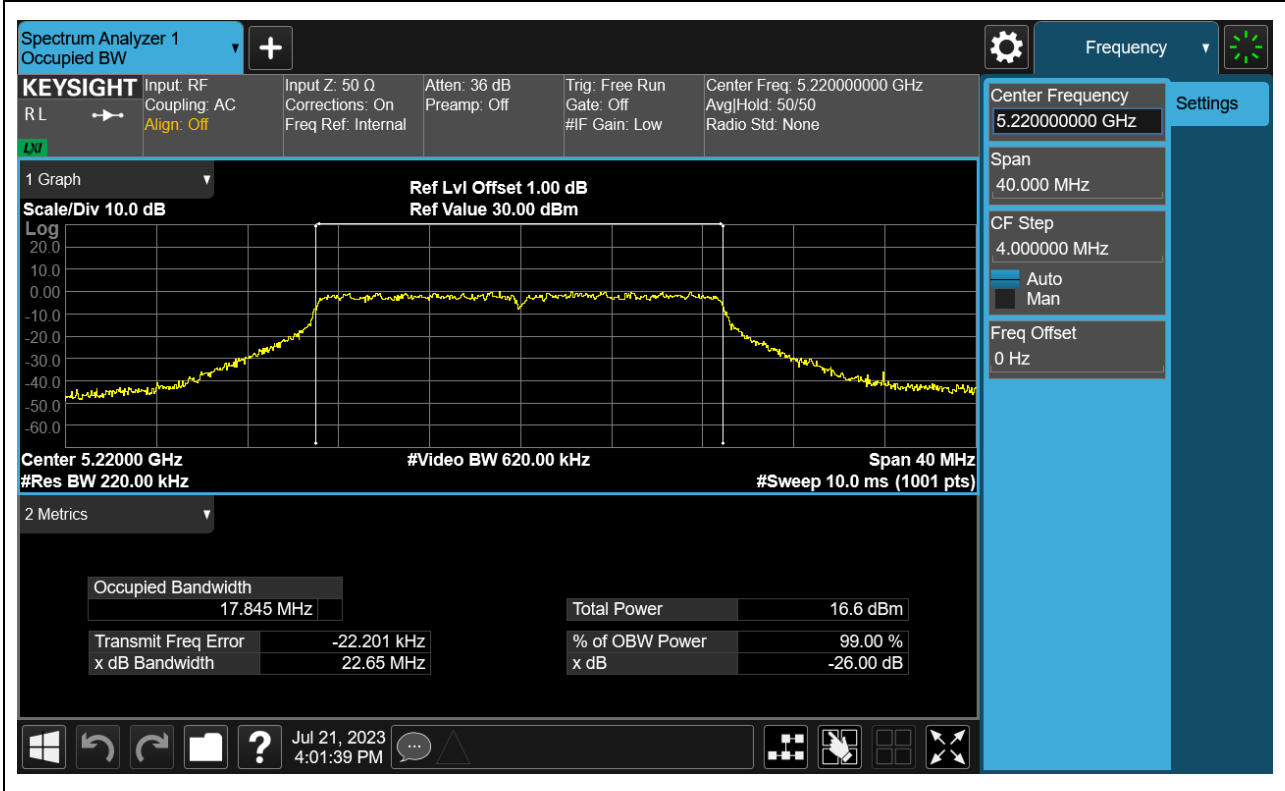 Spectrum Analyzer 1
Occupied BW
Frequency
KEYSIGHT
R L
LXI
Input: RF
Coupling: AC
Align: Off
Input Z: 50 Ω
Corrections: On
Freq Ref: Internal
Atten: 36 dB
Preamp: Off
Trig: Free Run
Gate: Off
#IF Gain: Low
Center Freq: 5.220000000 GHz
Avg|Hold: 50/50
Radio Std: None
Center Frequency
5.220000000 GHz
Settings
Span
40.000 MHz
CF Step
4.000000 MHz
Auto
Man
Freq Offset
0 Hz
1 Graph
Scale/Div 10.0 dB
Ref Lvl Offset 1.00 dB
Ref Value 30.00 dBm
Log
20.0
10.0
0.00
-10.0
-20.0
-30.0
-40.0
-50.0
-60.0
Center 5.22000 GHz
#Video BW 620.00 kHz
Span 40 MHz
#Res BW 220.00 kHz
#Sweep 10.0 ms (1001 pts)
2 Metrics
Occupied Bandwidth
17.845 MHz
Total Power 16.6 dBm
Transmit Freq Error -22.201 kHz
% of OBW Power 99.00 %
x dB Bandwidth 22.65 MHz
x dB -26.00 dB
?
Jul 21, 2023
4:01:39 PM